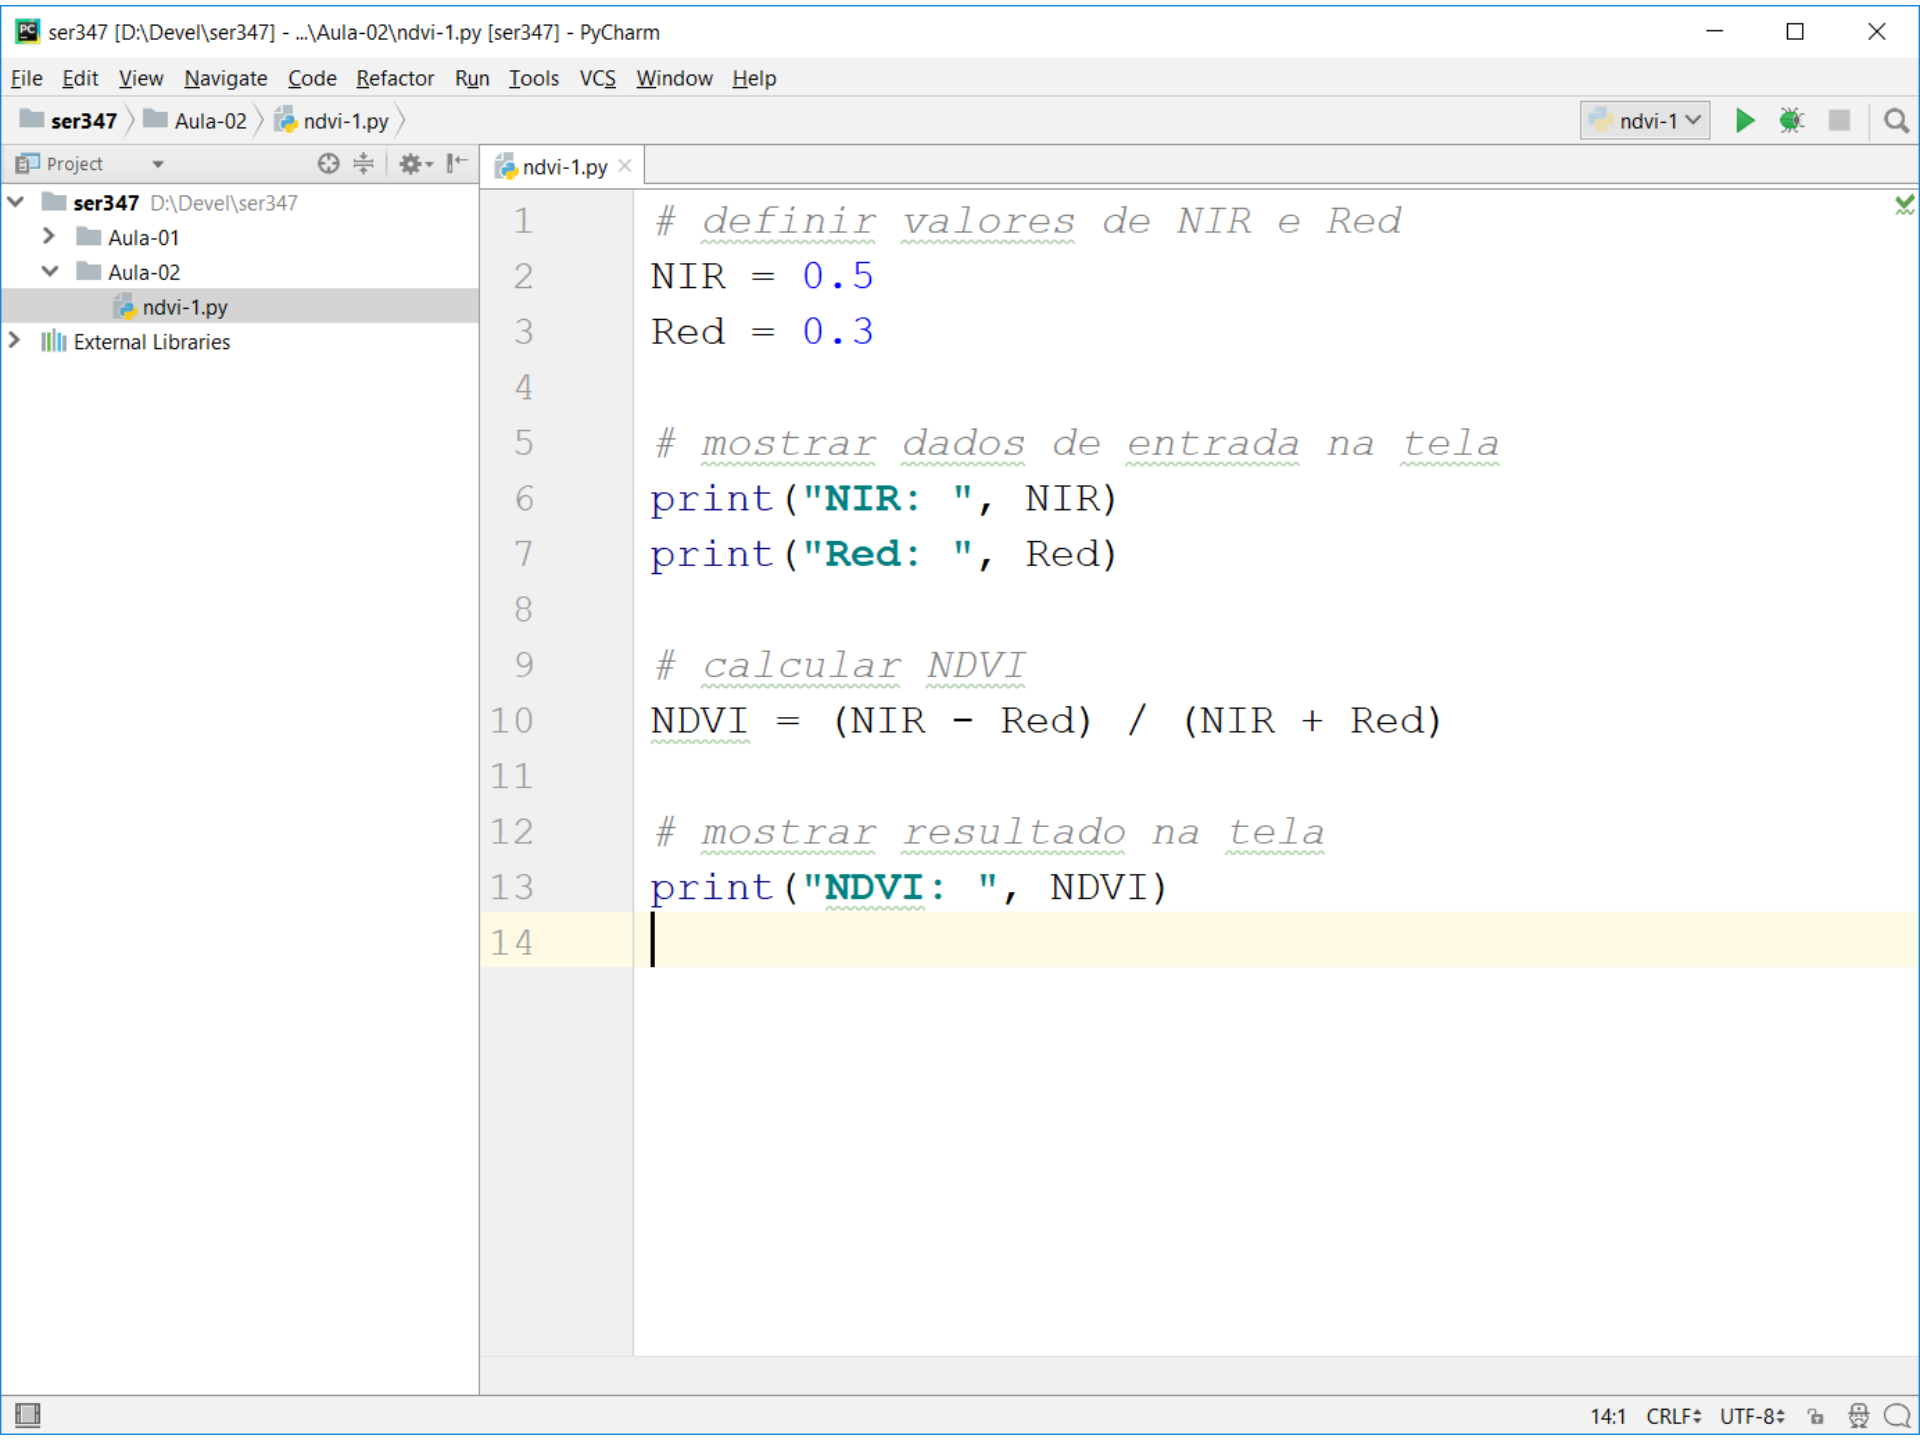 ser347 [D:\Devel\ser347] - ...\Aula-02\ndvi-1.py [ser347] - PyCharm
File Edit View Navigate Code Refactor Run Tools VCS Window Help
ser347 Aula-02 ndvi-1.py ndvi-1
Project ndvi-1.py
ser347 D:\Devel\ser347
Aula-01
Aula-02
ndvi-1.py
External Libraries
1 # definir valores de NIR e Red
2 NIR = 0.5
3 Red = 0.3
4
5 # mostrar dados de entrada na tela
6 print("NIR: ", NIR)
7 print("Red: ", Red)
8
9 # calcular NDVI
10 NDVI = (NIR - Red) / (NIR + Red)
11
12 # mostrar resultado na tela
13 print("NDVI: ", NDVI)
14
14:1 CRLF UTF-8